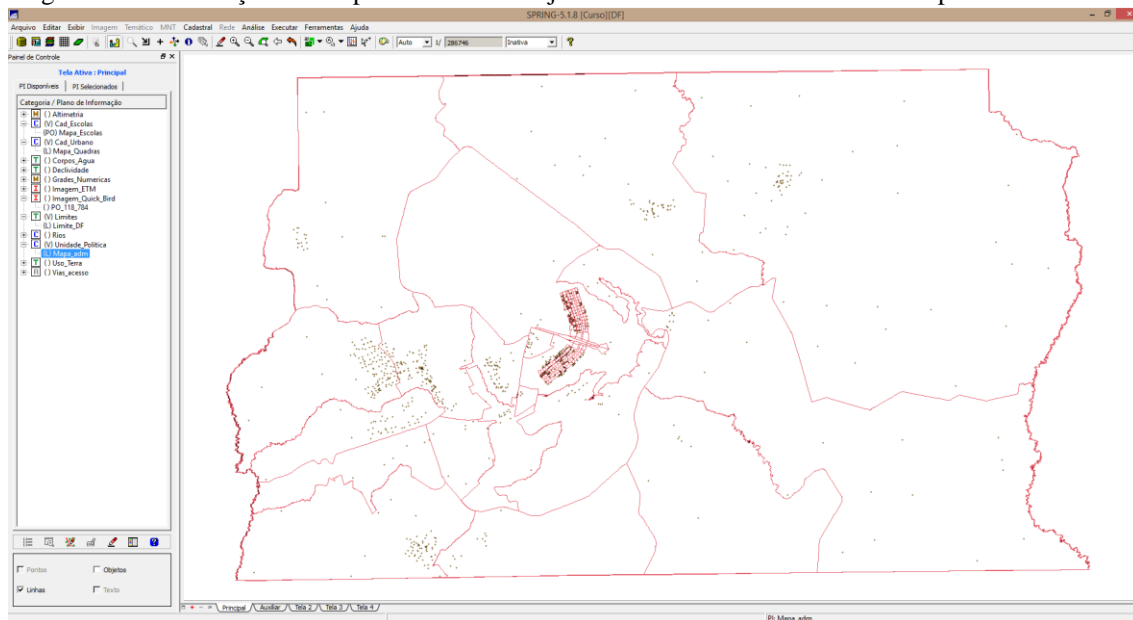 SPRING-5.1.8 [Curso][DF]
Arquivo Editar Exibir Imagem Temático MNT Cadastral Rede Análise Executar Ferramentas Ajuda
Auto 1/ 286746 Inativa
Painel de Controle
Tela Ativa : Principal
PI Disponíveis PI Selecionados
Categoria / Plano de Informação
M () Altimetria
C (V) Cad_Escolas
(PO) Mapa_Escolas
C (V) Cad_Urbano
(L) Mapa_Quadras
T () Corpos_Agua
T () Declividade
M () Grades_Numericas
I () Imagem_ETM
I () Imagem_Quick_Bird
() PO_118_784
T (V) Limites
(L) Limite_DF
C () Rios
C (V) Unidade_Política
(L) Mapa_adm
T () Uso_Terra
() Vias_acesso
Pontos Objetos
Linhas Texto
Principal Auxiliar Tela 2 Tela 3 Tela 4
PI: Mapa_adm